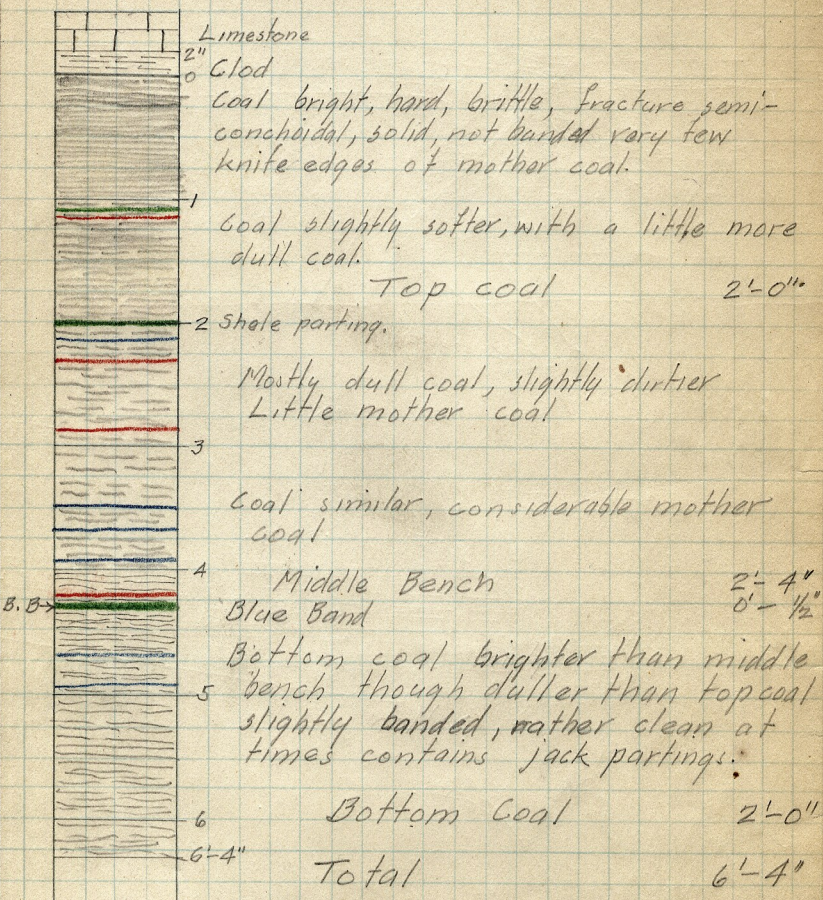 Limestone
2"
0 Clod
Coal bright, hard, brittle, fracture semi-
conchoidal, solid, not banded very few
knife edges of mother coal.
1
Coal slightly softer, with a little more
dull coal.
Top coal 2'-0"
2 Shale parting.
Mostly dull coal, slightly dirtier
Little mother coal
3
Coal similar, considerable mother
coal
4
Middle Bench 2'-4"
B.B→ Blue Band 0'-½"
Bottom coal brighter than middle
bench though duller than top coal
5
slightly banded, rather clean at
times contains jack partings.
6 Bottom Coal 2'-0"
6'-4"
Total 6'-4"